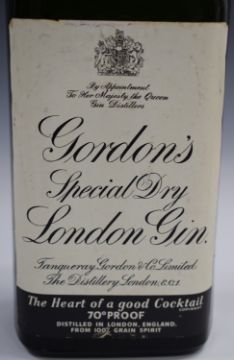 By Appointment
To Her Majesty the Queen
Gin Distillers
Gordon's
Special Dry
London Gin.
Tanqueray Gordon & Co. Limited.
The Distillery London, E.C.1.
The Heart of a good Cocktail
COPYRIGHT
70° PROOF
DISTILLED IN LONDON, ENGLAND.
FROM 100% GRAIN SPIRIT